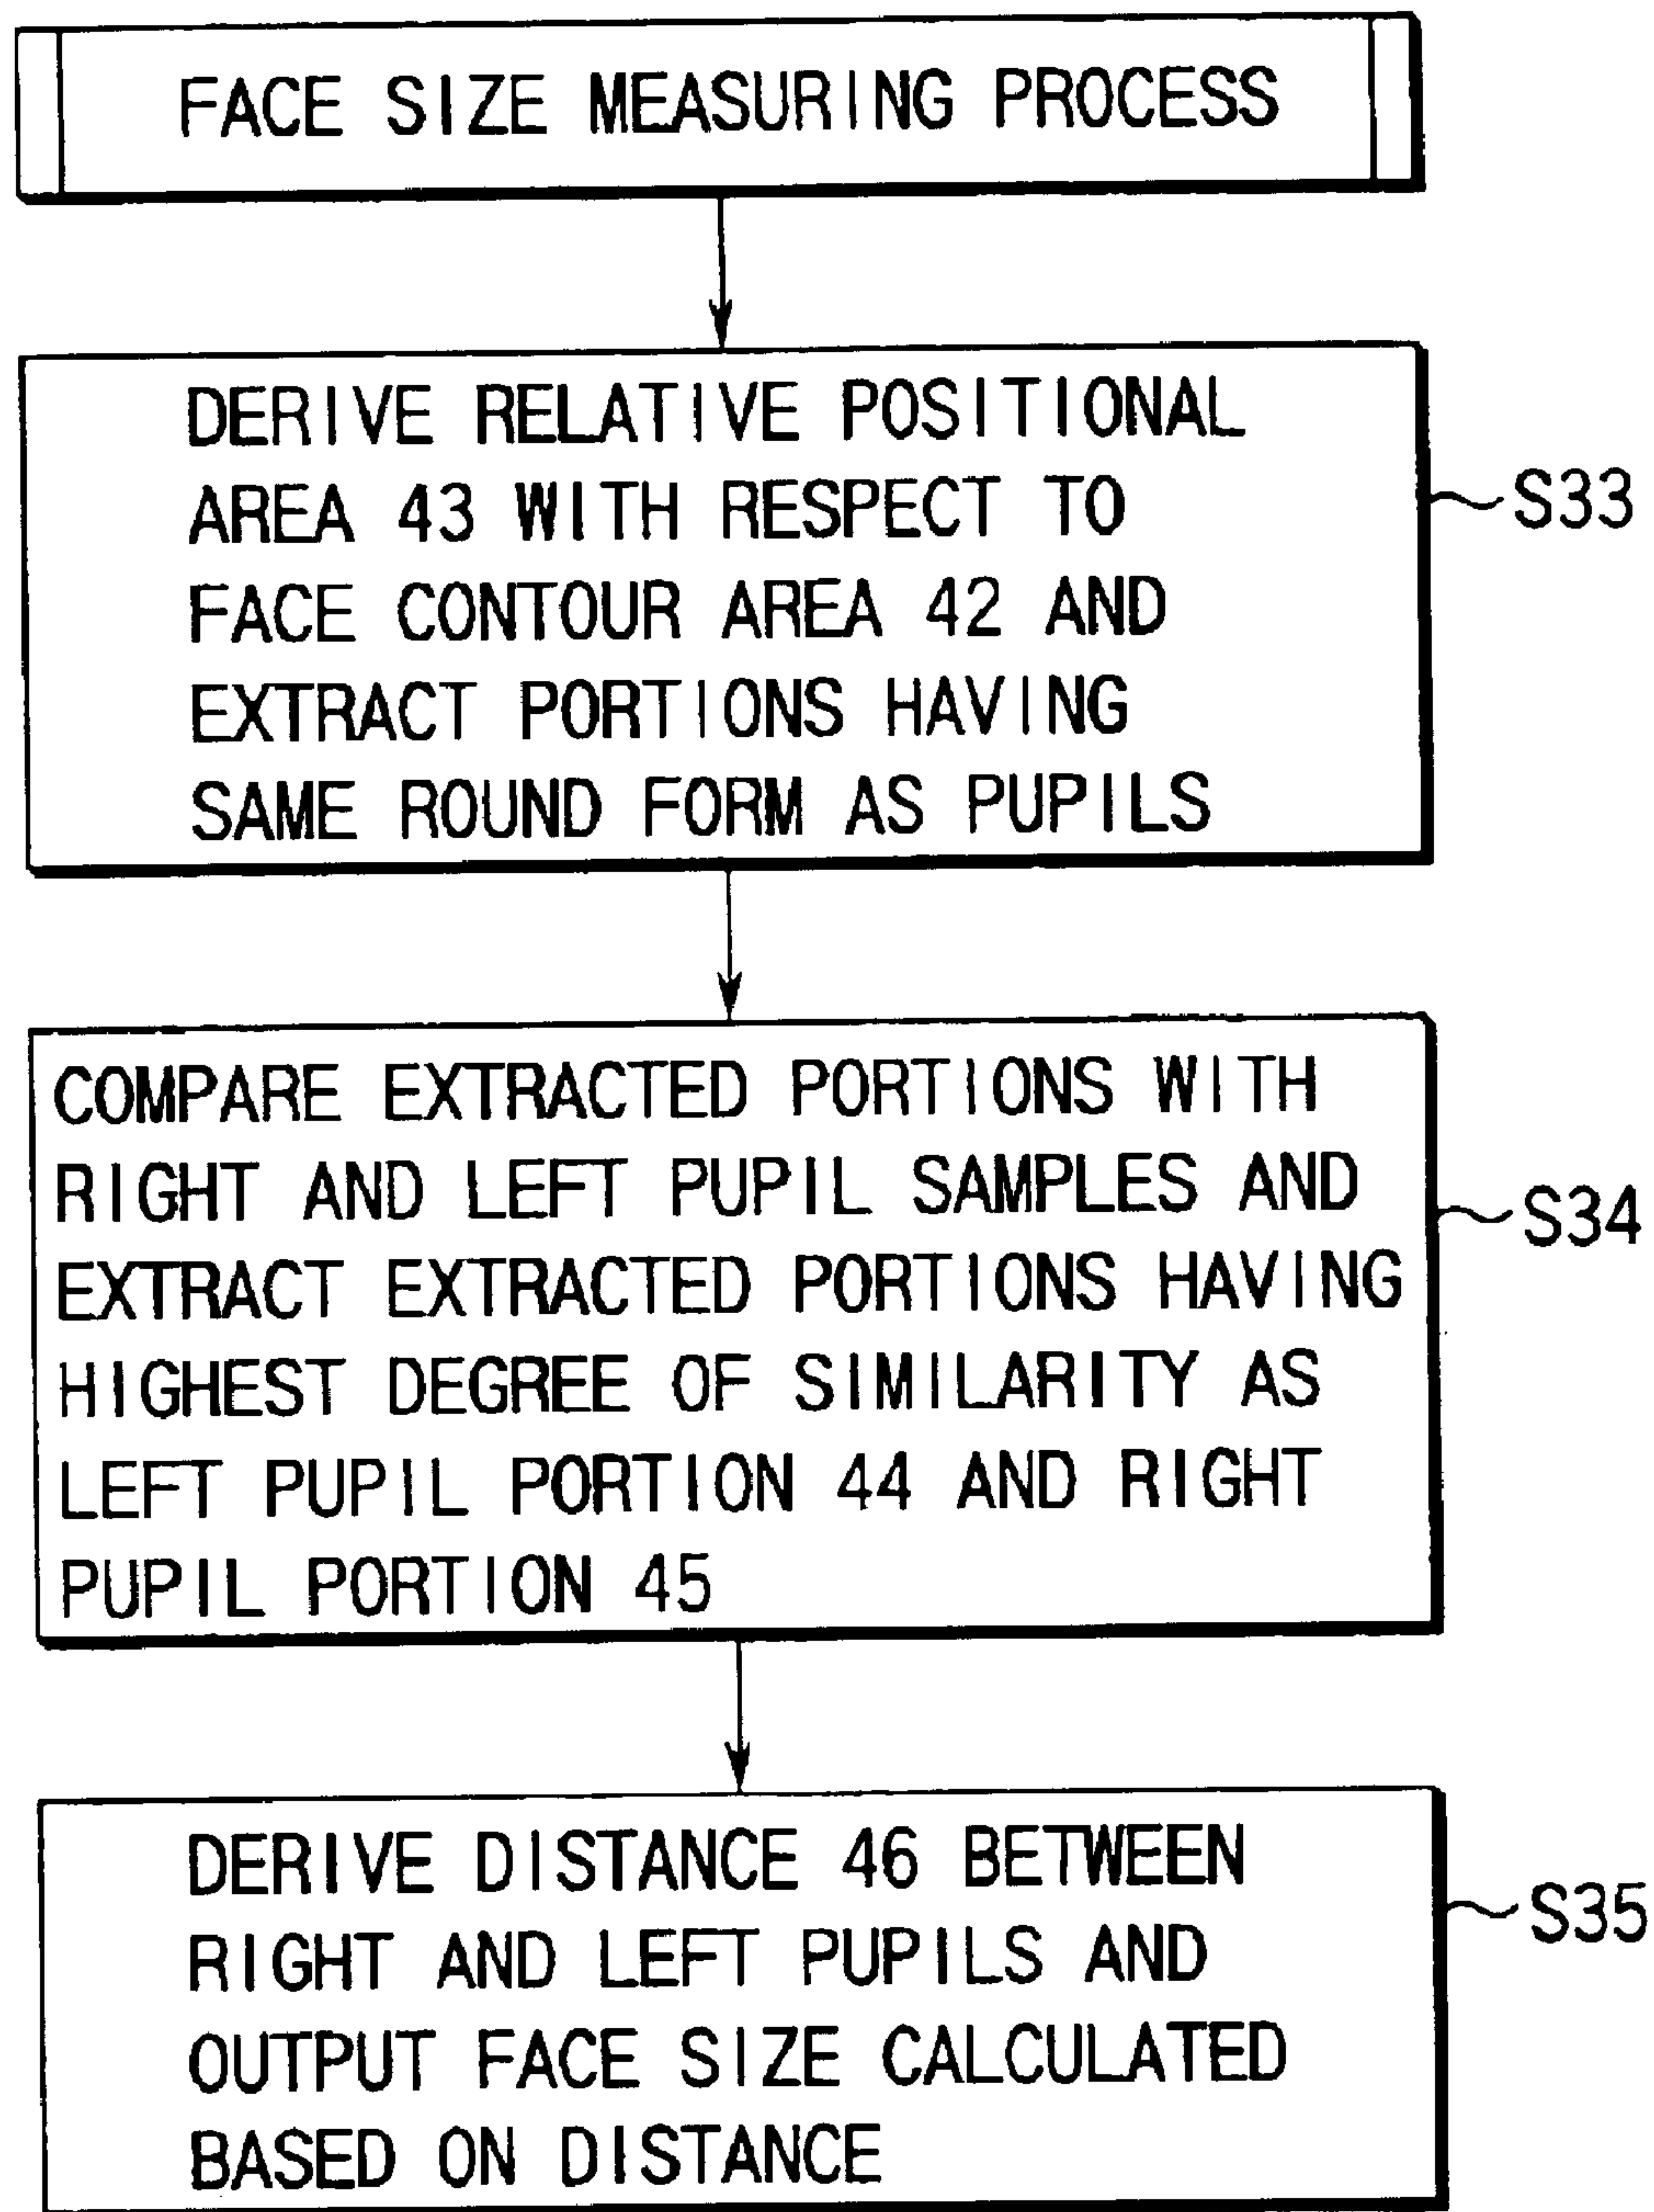 FACE SIZE MEASURING PROCESS
DERIVE RELATIVE POSITIONAL
AREA 43 WITH RESPECT TO
FACE CONTOUR AREA 42 AND
EXTRACT PORTIONS HAVING
SAME ROUND FORM AS PUPILS
S33
COMPARE EXTRACTED PORTIONS WITH
RIGHT AND LEFT PUPIL SAMPLES AND
EXTRACT EXTRACTED PORTIONS HAVING
HIGHEST DEGREE OF SIMILARITY AS
LEFT PUPIL PORTION 44 AND RIGHT
PUPIL PORTION 45
S34
DERIVE DISTANCE 46 BETWEEN
RIGHT AND LEFT PUPILS AND
OUTPUT FACE SIZE CALCULATED
BASED ON DISTANCE
S35